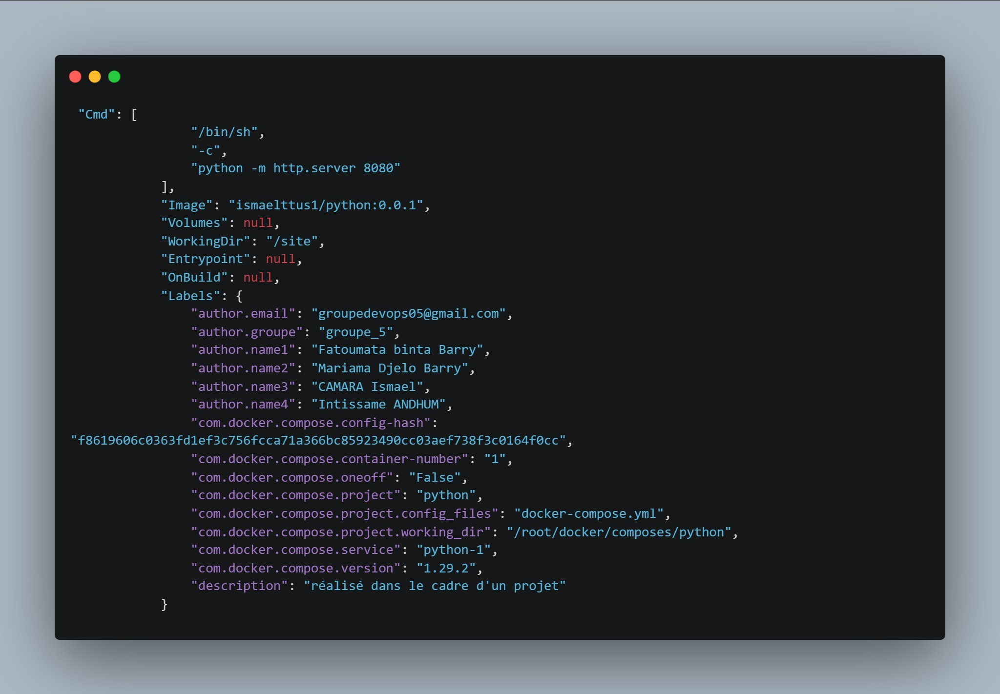 "Cmd": [
"/bin/sh",
"-c",
"python -m http.server 8080"
],
"Image": "ismaelttus1/python:0.0.1",
"Volumes": null,
"WorkingDir": "/site",
"Entrypoint": null,
"OnBuild": null,
"Labels": {
"author.email": "groupedevops05@gmail.com",
"author.groupe": "groupe_5",
"author.name1": "Fatoumata binta Barry",
"author.name2": "Mariama Djelo Barry",
"author.name3": "CAMARA Ismael",
"author.name4": "Intissame ANDHUM",
"com.docker.compose.config-hash":
"f8619606c0363fd1ef3c756fcca71a366bc85923490cc03aef738f3c0164f0cc",
"com.docker.compose.container-number": "1",
"com.docker.compose.oneoff": "False",
"com.docker.compose.project": "python",
"com.docker.compose.project.config_files": "docker-compose.yml",
"com.docker.compose.project.working_dir": "/root/docker/composes/python",
"com.docker.compose.service": "python-1",
"com.docker.compose.version": "1.29.2",
"description": "réalisé dans le cadre d'un projet"
}